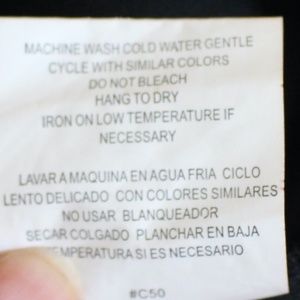 MACHINE WASH COLD WATER GENTLE
CYCLE WITH SIMILAR COLORS
DO NOT BLEACH
HANG TO DRY
IRON ON LOW TEMPERATURE IF
NECESSARY
LAVAR A MAQUINA EN AGUA FRIA CICLO
LENTO DELICADO CON COLORES SIMILARES
NO USAR BLANQUEADOR
SECAR COLGADO PLANCHAR EN BAJA
TEMPERATURA SI ES NECESARIO
#C50